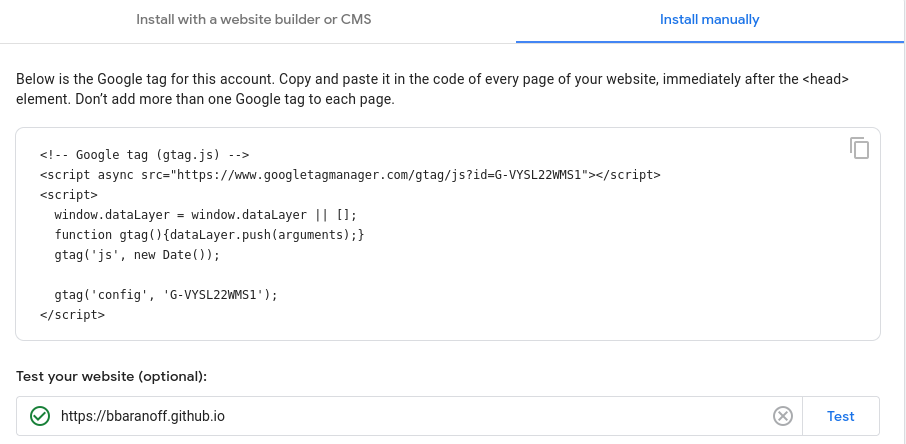 Install with a website builder or CMS
Install manually
Below is the Google tag for this account. Copy and paste it in the code of every page of your website, immediately after the <head>
element. Don’t add more than one Google tag to each page.
<!-- Google tag (gtag.js) -->
<script async src="https://www.googletagmanager.com/gtag/js?id=G-VYSL22WMS1"></script>
<script>
  window.dataLayer = window.dataLayer || [];
  function gtag(){dataLayer.push(arguments);}
  gtag('js', new Date());

  gtag('config', 'G-VYSL22WMS1');
</script>
Test your website (optional):
https://bbaranoff.github.io
Test